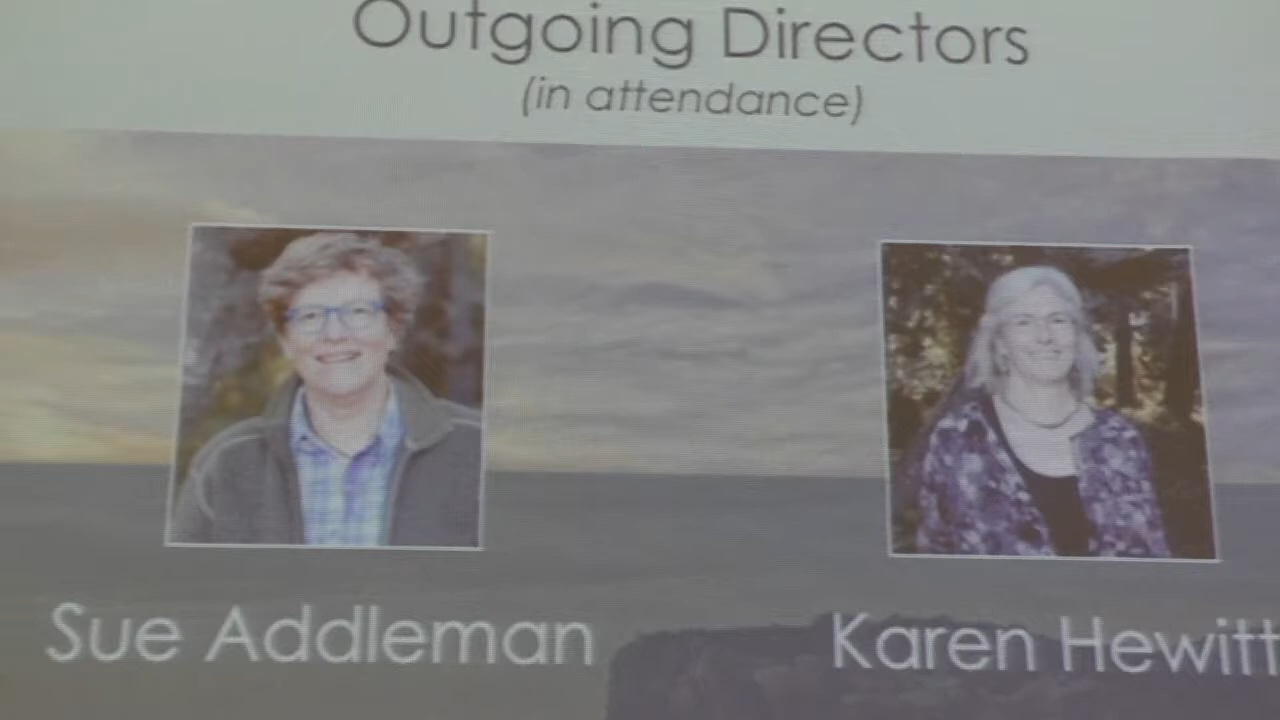 Outgoing Directors
(in attendance)
Sue Addleman
Karen Hewitt